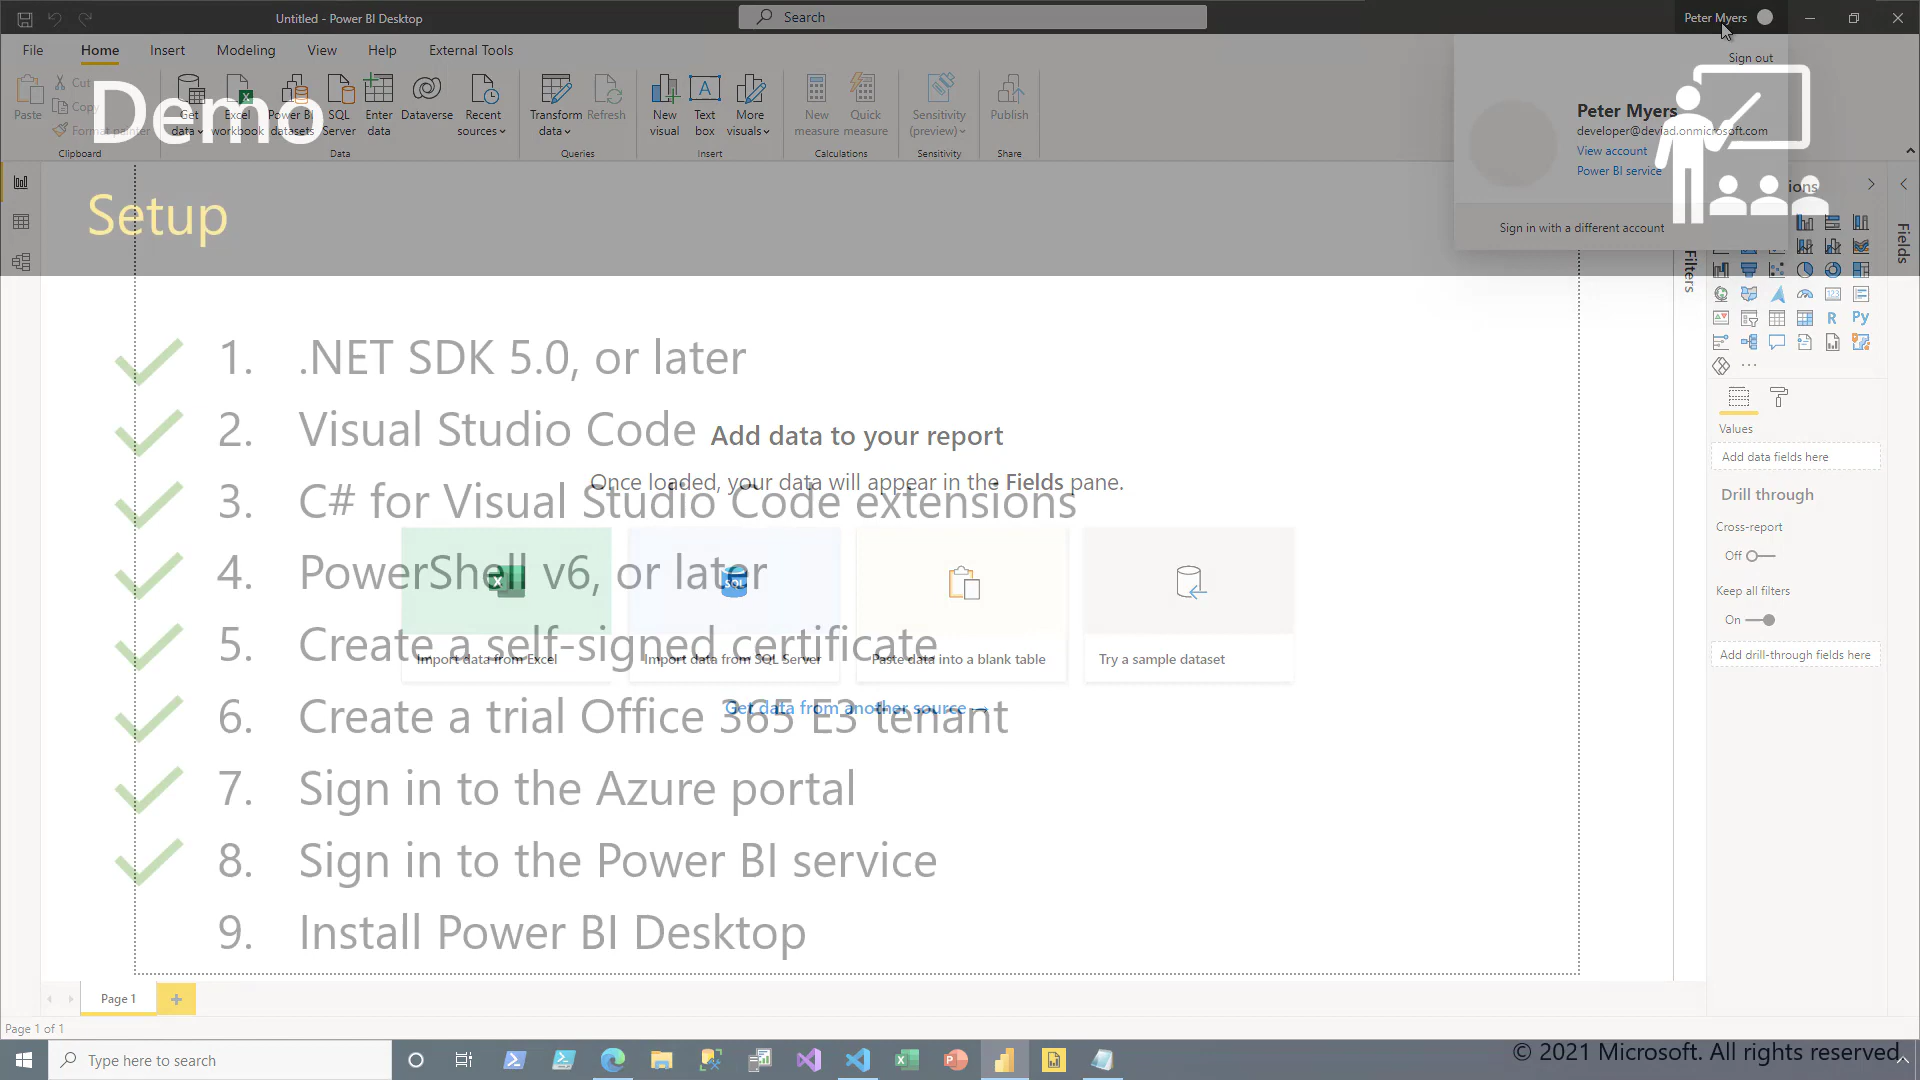 Untitled - Power BI Desktop
Search
Peter Myers
File
Home
Insert
Modeling
View
Help
External Tools
Sign out
Paste
Cut
Copy
Format painter
Get data
Excel workbook
Power BI datasets
SQL Server
Enter data
Dataverse
Recent sources
Transform data
Refresh
New visual
Text box
More visuals
New measure
Quick measure
Sensitivity (preview)
Publish
Clipboard
Data
Queries
Insert
Calculations
Sensitivity
Share
Peter Myers
developer@deviad.onmicrosoft.com
View account
Power BI service
Sign in with a different account
Demo
Setup
Filters
Fields
1. .NET SDK 5.0, or later
2. Visual Studio Code
Add data to your report
Once loaded, your data will appear in the Fields pane.
3. C# for Visual Studio Code extensions
4. PowerShell v6, or later
SQL
5. Create a self-signed certificate
Import data from Excel
Import data from SQL Server
Paste data into a blank table
Try a sample dataset
Get data from another source →
6. Create a trial Office 365 E3 tenant
7. Sign in to the Azure portal
8. Sign in to the Power BI service
9. Install Power BI Desktop
R
Py
Values
Add data fields here
Drill through
Cross-report
Off
Keep all filters
On
Add drill-through fields here
Page 1
Page 1 of 1
Type here to search
© 2021 Microsoft. All rights reserved.